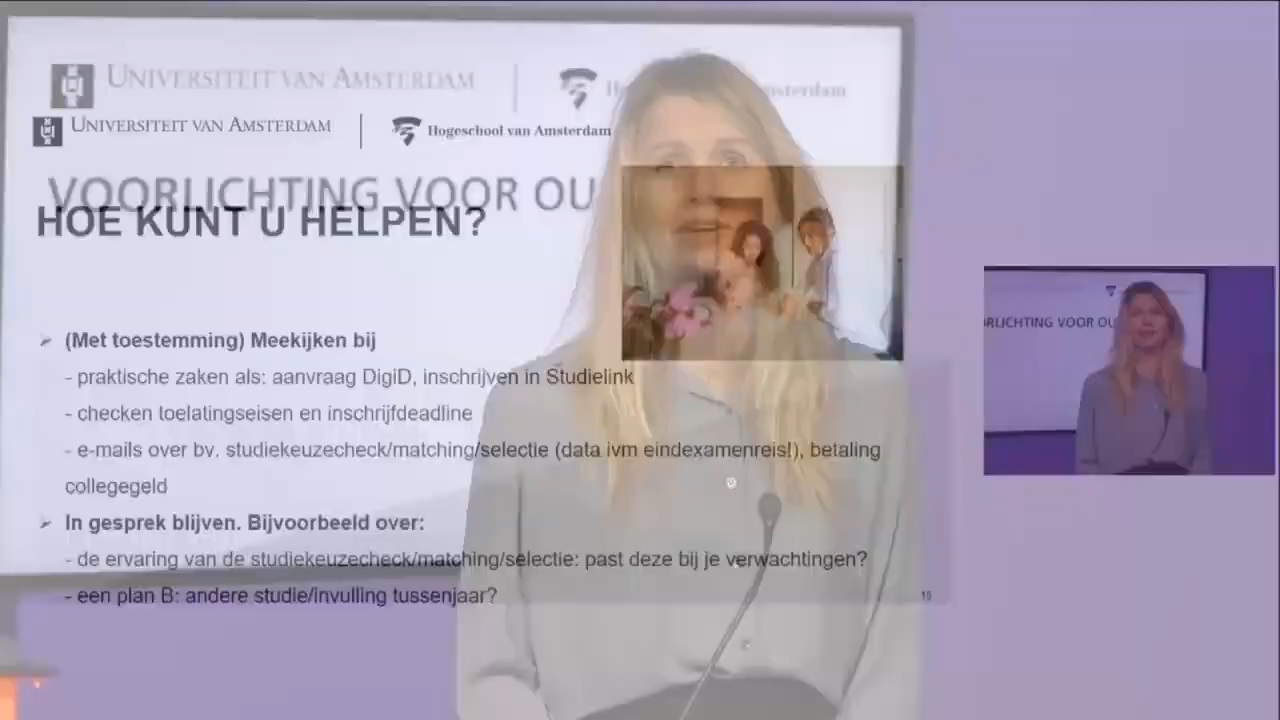 UNIVERSITEIT VAN AMSTERDAM
UNIVERSITEIT VAN AMSTERDAM
Hogeschool van Amsterdam
VOORLICHTING VOOR OU
HOE KUNT U HELPEN?
➢ (Met toestemming) Meekijken bij
- praktische zaken als: aanvraag DigiD, inschrijven in Studielink
- checken toelatingseisen en inschrijfdeadline
- e-mails over bv. studiekeuzecheck/matching/selectie (data ivm eindexamenreis!), betaling
collegegeld
➢ In gesprek blijven. Bijvoorbeeld over:
- de ervaring van de studiekeuzecheck/matching/selectie: past deze bij je verwachtingen?
- een plan B: andere studie/invulling tussenjaar?
RLICHTING VOOR OU